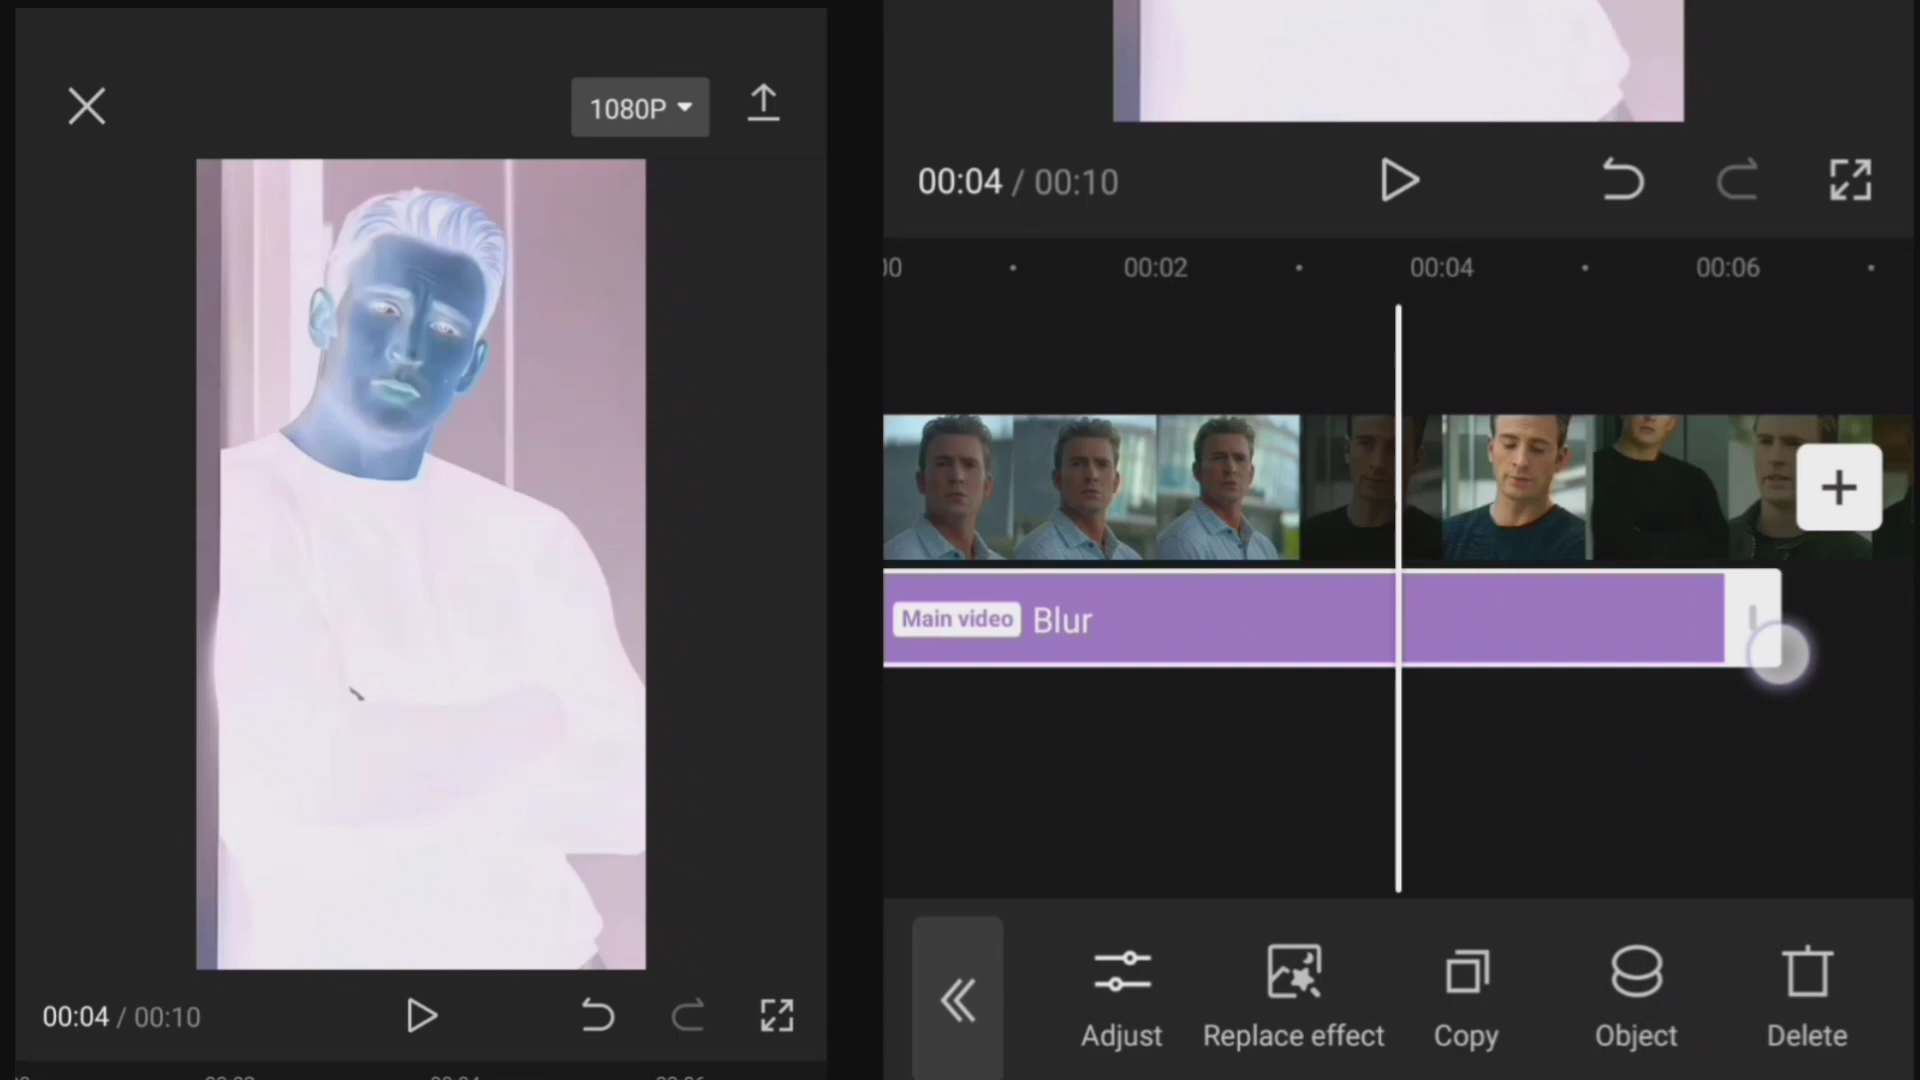 1080P
00:04 / 00:10
00:04 / 00:10
00:02
00:04
00:06
Main video Blur
Adjust
Replace effect
Copy
Object
Delete